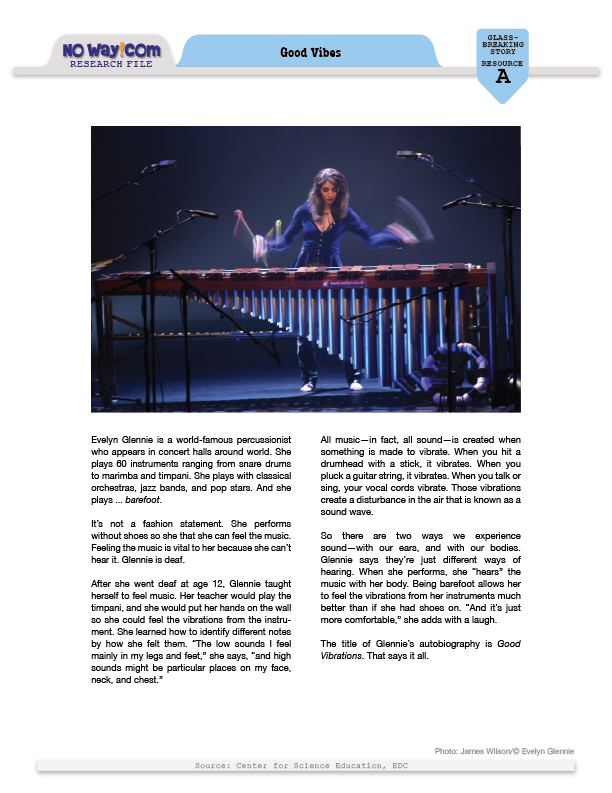 NO WAY!COM
RESEARCH FILE
Good Vibes
GLASS-
BREAKING
STORY
RESOURCE
A
www.evelyn.co.uk
Evelyn Glennie is a world-famous percussionist
who appears in concert halls around world. She
plays 60 instruments ranging from snare drums
to marimba and timpani. She plays with classical
orchestras, jazz bands, and pop stars. And she
plays ... barefoot.
It’s not a fashion statement. She performs
without shoes so she that she can feel the music.
Feeling the music is vital to her because she can’t
hear it. Glennie is deaf.
After she went deaf at age 12, Glennie taught
herself to feel music. Her teacher would play the
timpani, and she would put her hands on the wall
so she could feel the vibrations from the instru-
ment. She learned how to identify different notes
by how she felt them. “The low sounds I feel
mainly in my legs and feet,” she says, “and high
sounds might be particular places on my face,
neck, and chest.”
All music—in fact, all sound—is created when
something is made to vibrate. When you hit a
drumhead with a stick, it vibrates. When you
pluck a guitar string, it vibrates. When you talk or
sing, your vocal cords vibrate. Those vibrations
create a disturbance in the air that is known as a
sound wave.
So there are two ways we experience
sound—with our ears, and with our bodies.
Glennie says they’re just different ways of
hearing. When she performs, she “hears” the
music with her body. Being barefoot allows her
to feel the vibrations from her instruments much
better than if she had shoes on. “And it’s just
more comfortable,” she adds with a laugh.
The title of Glennie’s autobiography is Good
Vibrations. That says it all.
Photo: James Wilson/© Evelyn Glennie
Source: Center for Science Education, EDC